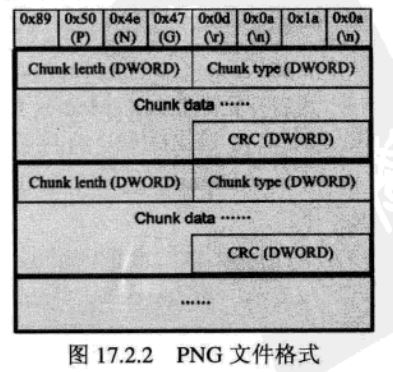 0x89 0x50 0x4e 0x47 0x0d 0x0a 0x1a 0x0a
(P) (N) (G) (\r) (\n) (\n)
Chunk lenth (DWORD) Chunk type (DWORD)
Chunk data ······
CRC (DWORD)
Chunk lenth (DWORD) Chunk type (DWORD)
Chunk data ······
CRC (DWORD)
······
图 17.2.2 PNG 文件格式